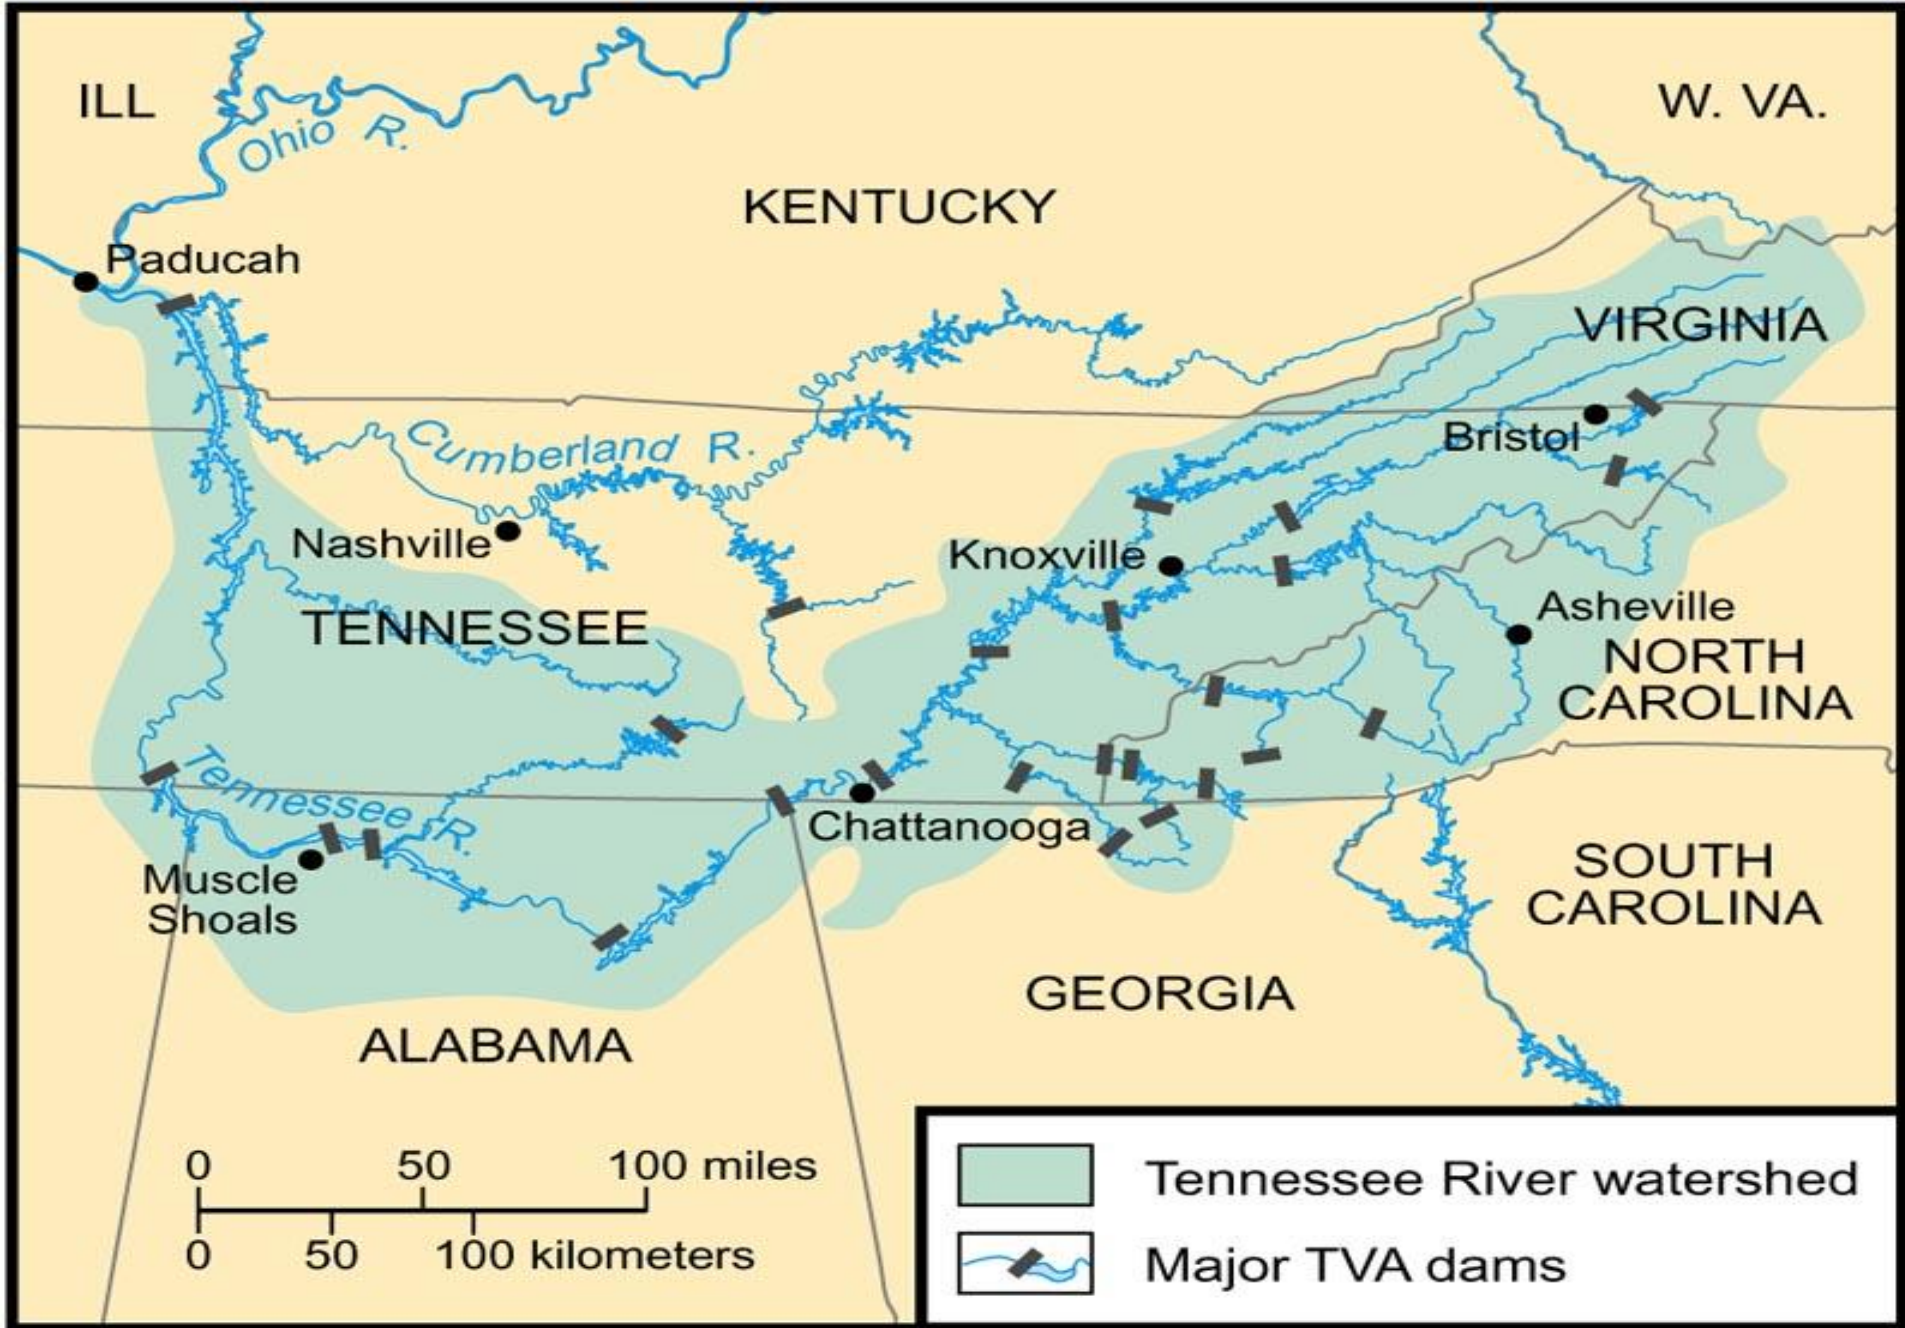 ILL
W. VA.
Ohio R.
KENTUCKY
Paducah
VIRGINIA
Cumberland R.
Bristol
Nashville
Knoxville
TENNESSEE
Asheville
NORTH
CAROLINA
Tennessee R.
Chattanooga
Muscle
Shoals
SOUTH
CAROLINA
GEORGIA
ALABAMA
0 50 100 miles
0 50 100 kilometers
Tennessee River watershed
Major TVA dams